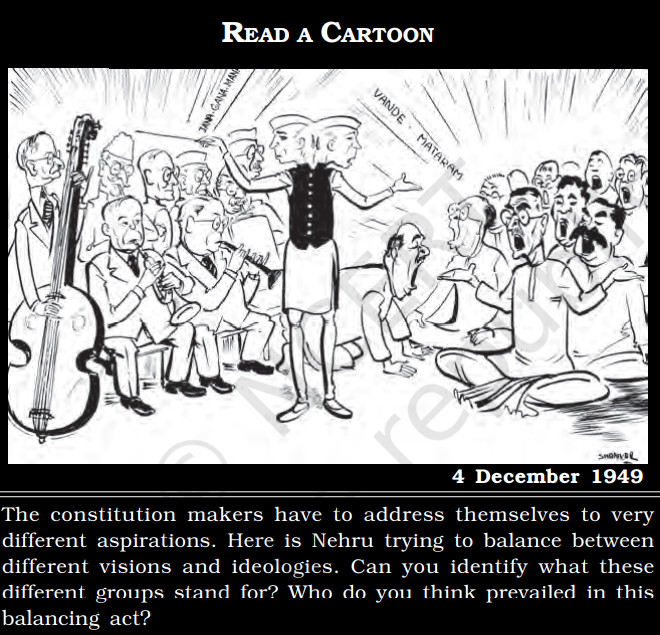 READ A CARTOON
JANA-GANA-MANA
VANDE - MATARAM
SHANKAR
4 December 1949
The constitution makers have to address themselves to very
different aspirations. Here is Nehru trying to balance between
different visions and ideologies. Can you identify what these
different groups stand for? Who do you think prevailed in this
balancing act?